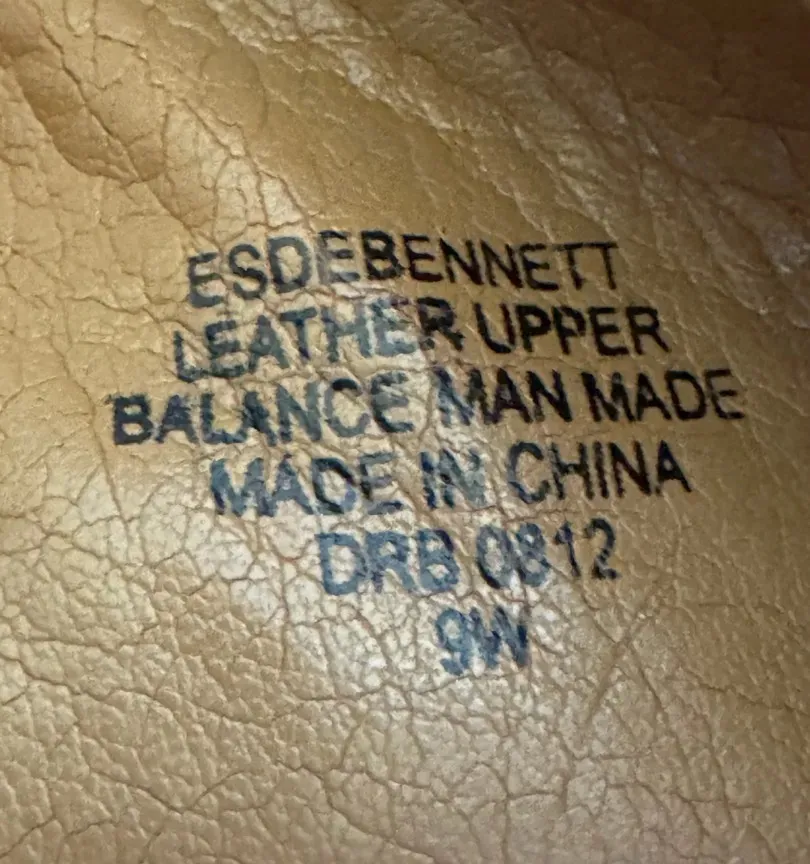 ESDEBENNETT
LEATHER UPPER
BALANCE MAN MADE
MADE IN CHINA
DRB 0812
9W